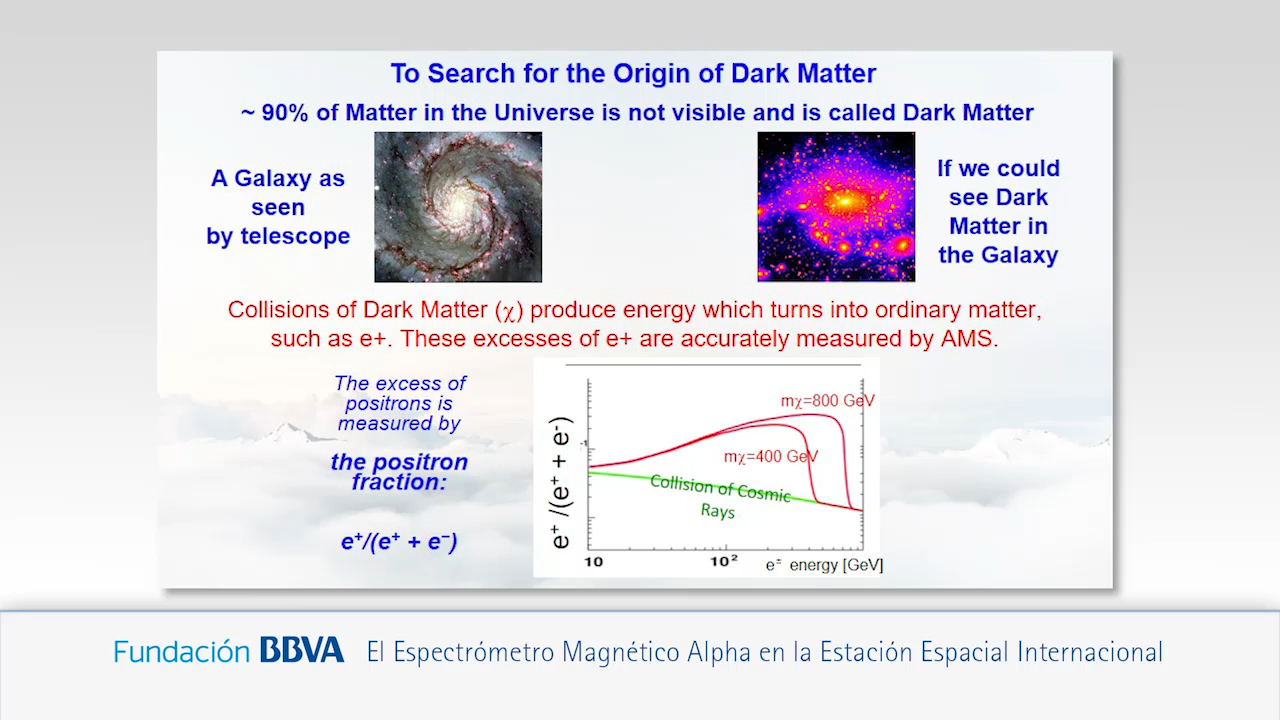 To Search for the Origin of Dark Matter
~ 90% of Matter in the Universe is not visible and is called Dark Matter
A Galaxy as
seen
by telescope
If we could
see Dark
Matter in
the Galaxy
Collisions of Dark Matter (χ) produce energy which turns into ordinary matter,
such as e+. These excesses of e+ are accurately measured by AMS.
The excess of
positrons is
measured by
the positron
fraction:
e⁺/(e⁺ + e⁻)
e⁺ /(e⁺ + e⁻)
mχ=800 GeV
mχ=400 GeV
Collision of Cosmic
Rays
10
10²
e± energy [GeV]
Fundación BBVA
El Espectrómetro Magnético Alpha en la Estación Espacial Internacional